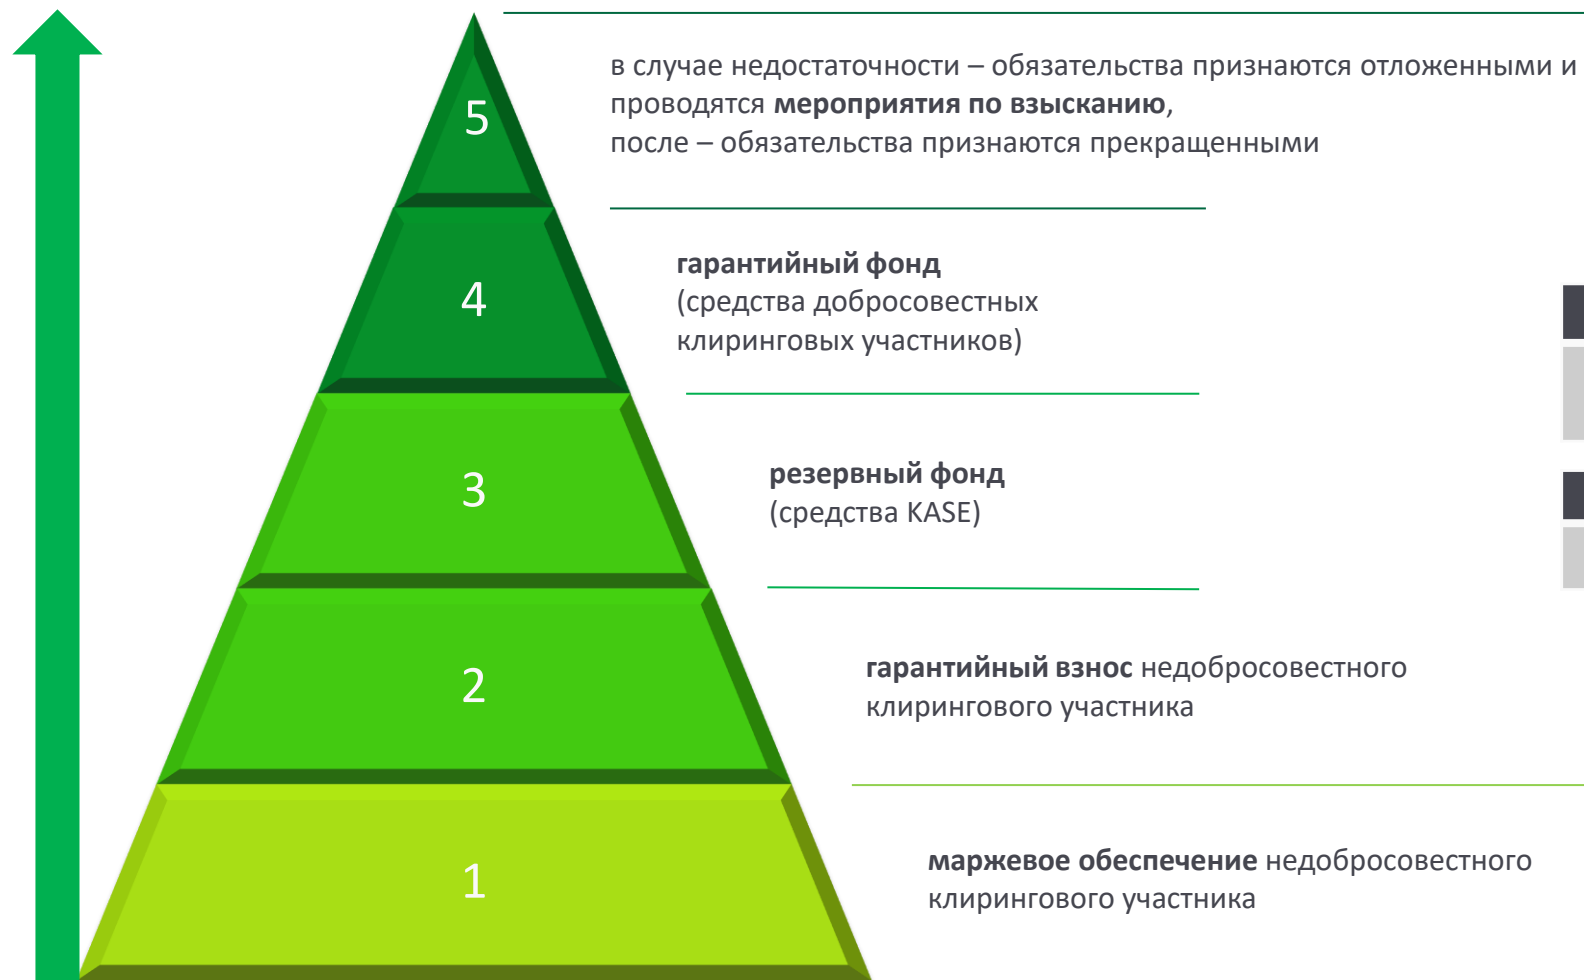 5
в случае недостаточности – обязательства признаются отложенными и
проводятся мероприятия по взысканию,
после – обязательства признаются прекращенными
4
гарантийный фонд
(средства добросовестных
клиринговых участников)
3
резервный фонд
(средства KASE)
2
гарантийный взнос недобросовестного
клирингового участника
1
маржевое обеспечение недобросовестного
клирингового участника